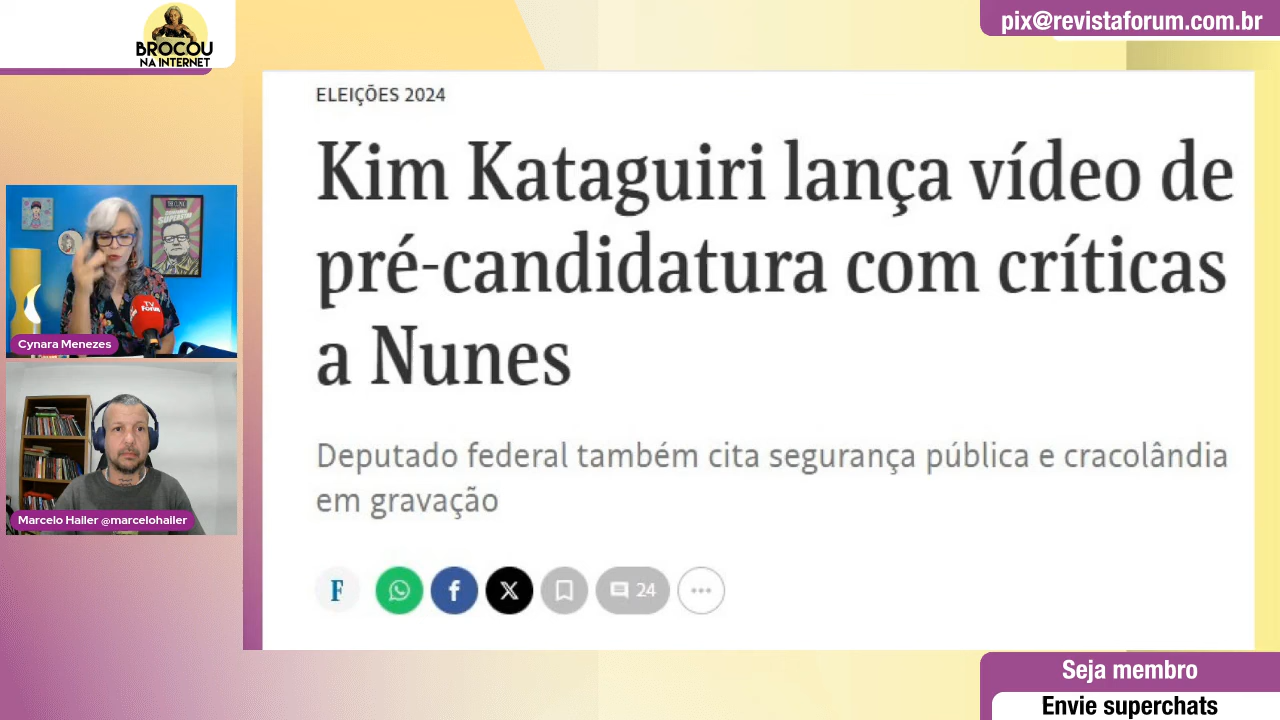 BROCOU
NA INTERNET
pix@revistaforum.com.br
ELEIÇÕES 2024
Kim Kataguiri lança vídeo de
pré-candidatura com críticas
a Nunes
Deputado federal também cita segurança pública e cracolândia
em gravação
F
f
X
24
TV
Cynara Menezes
Marcelo Hailer @marcelohailer
Seja membro
Envie superchats